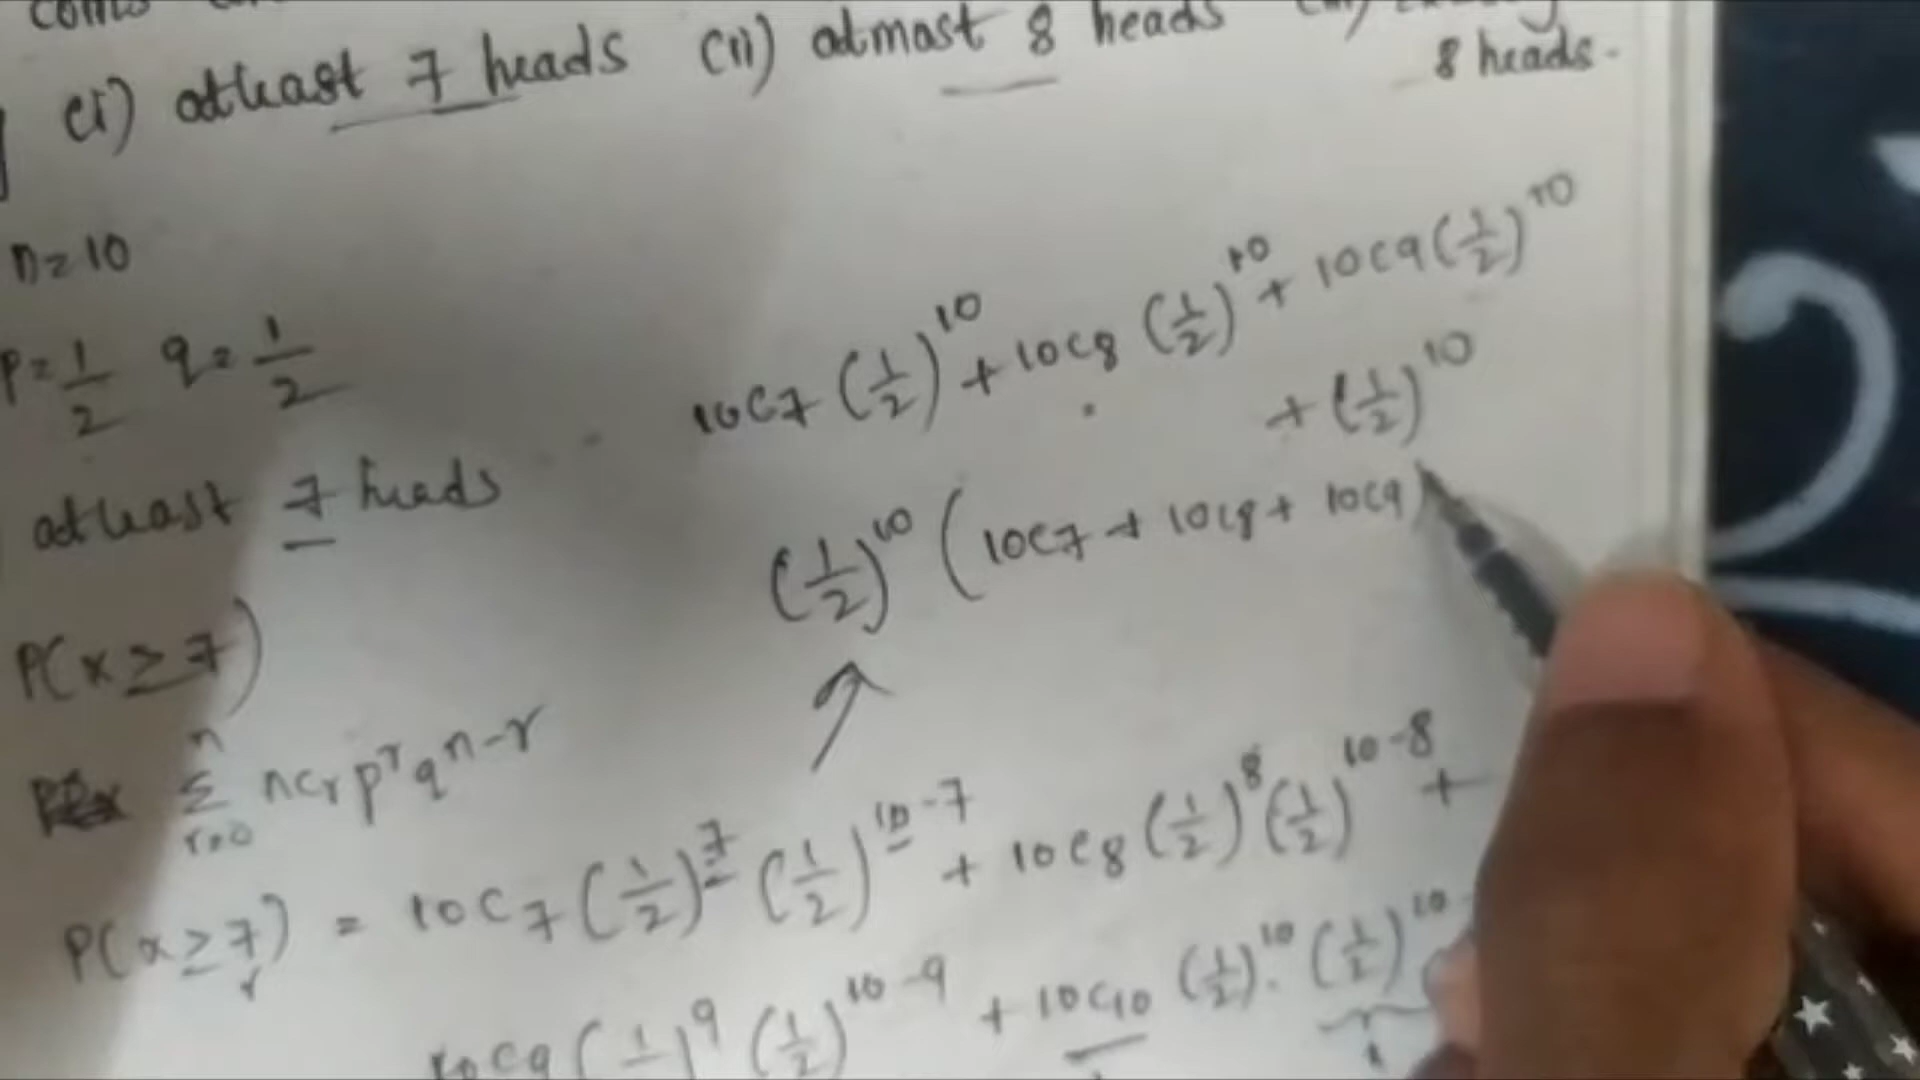 (i) atleast 7 heads (ii) atmost 8 heads
8 heads.
n=10
p=1/2 q=1/2
10C7 (1/2)^10 + 10C8 (1/2)^10 + 10C9 (1/2)^10
+ (1/2)^10
atleast 7 heads
(1/2)^10 (10C7 + 10C8 + 10C9)
P(x≥7)
n
Σ nCr p^r q^n-r
r=0
P(x≥7) = 10C7 (1/2)^7 (1/2)^10-7 + 10C8 (1/2)^8 (1/2)^10-8 +
10C9 (1/2)^9 (1/2)^10-9 + 10C10 (1/2)^10 . (1/2)^10-
1